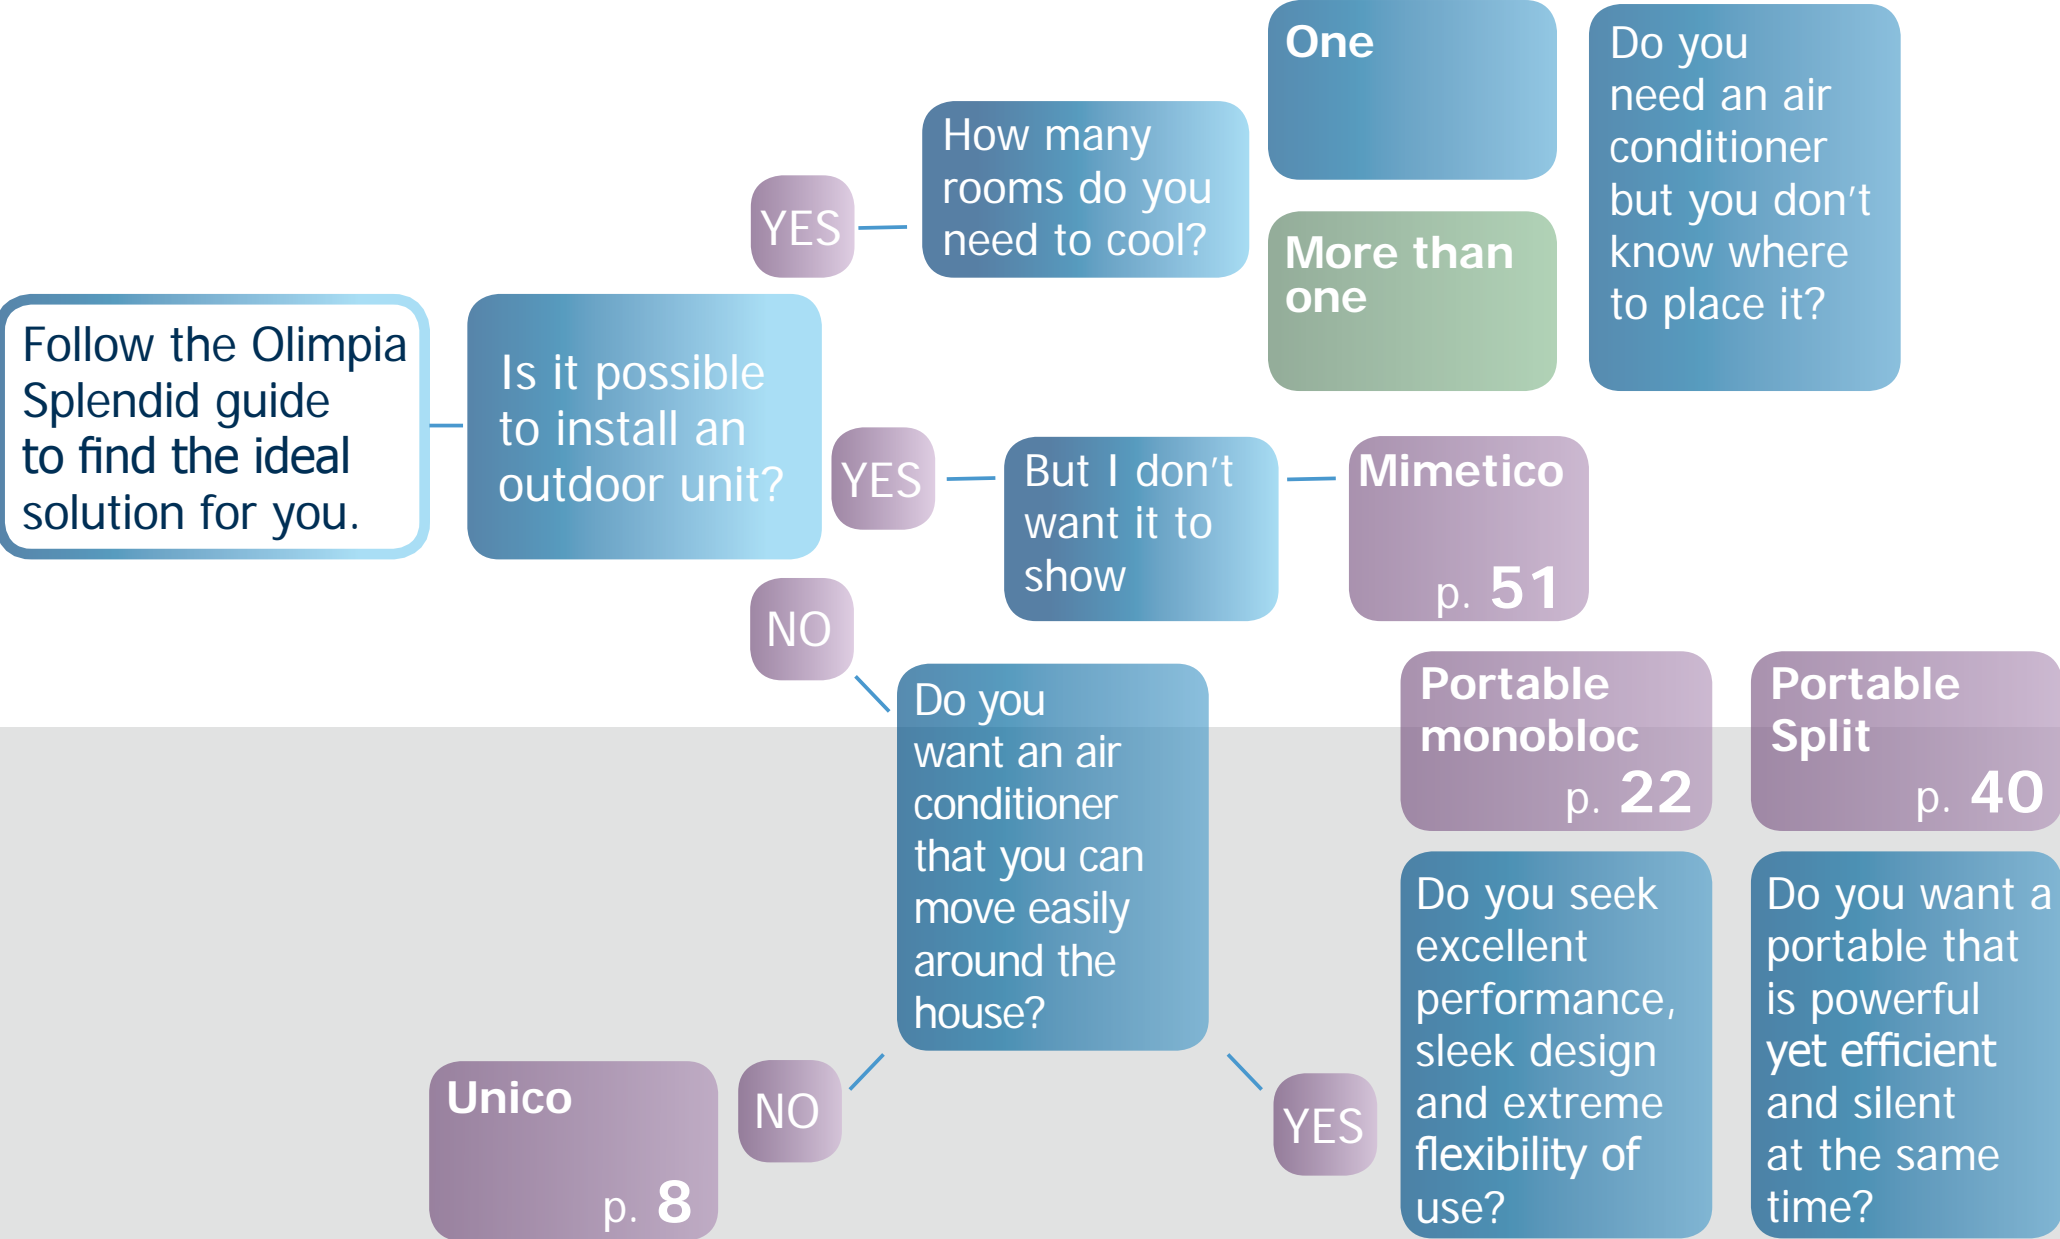 Follow the Olimpia
Splendid guide
to find the ideal
solution for you.
Is it possible
to install an
outdoor unit?
YES
How many
rooms do you
need to cool?
One
More than
one
Do you
need an air
conditioner
but you don't
know where
to place it?
YES
But I don't
want it to
show
Mimetico
p. 51
NO
Do you
want an air
conditioner
that you can
move easily
around the
house?
NO
Unico
p. 8
YES
Portable
monobloc
p. 22
Do you seek
excellent
performance,
sleek design
and extreme
flexibility of
use?
Portable
Split
p. 40
Do you want a
portable that
is powerful
yet efficient
and silent
at the same
time?